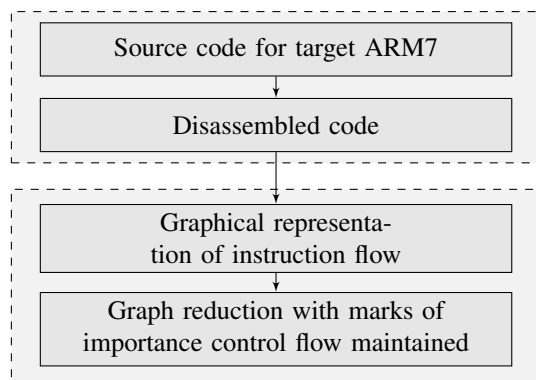 Source code for target ARM7
Disassembled code
Graphical representa-
tion of instruction flow
Graph reduction with marks of
importance control flow maintained